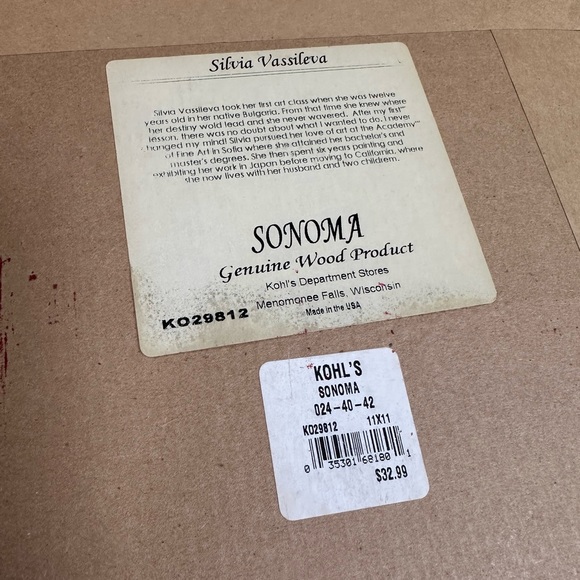 Silvia Vassileva
Silvia Vassileva took her first art class when she was twelve
years old in her native Bulgaria. From that time she knew where
her destiny wold lead and she never wavered. After my first
lesson, there was no doubt about what I wanted to do. I never
changed my mind! Silvia pursued her love of art at the Academy
of Fine Art in Sofia where she attained her bachelor's and
master's degrees. She then spent six years painting and
exhibiting her work in Japan before moving to California, where
she now lives with her husband and two childrem.
SONOMA
Genuine Wood Product
Kohl's Department Stores
Menomonee Falls, Wisconsin
KO29812
Made in the USA
KOHL'S
SONOMA
024-40-42
KO29812 11X11
0 35301 68180 1
$32.99